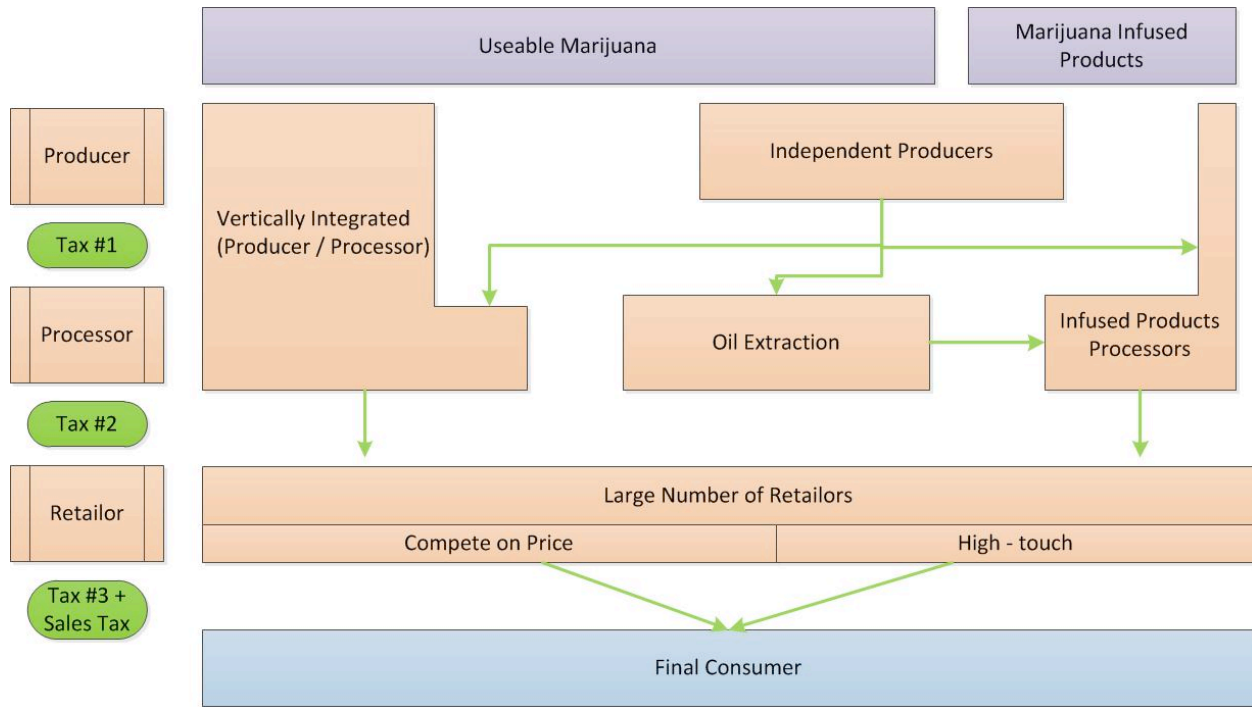 Useable Marijuana
Marijuana Infused
Products
Producer
Independent Producers
Vertically Integrated
(Producer / Processor)
Tax #1
Processor
Oil Extraction
Infused Products
Processors
Tax #2
Retailor
Large Number of Retailors
Compete on Price
High - touch
Tax #3 +
Sales Tax
Final Consumer